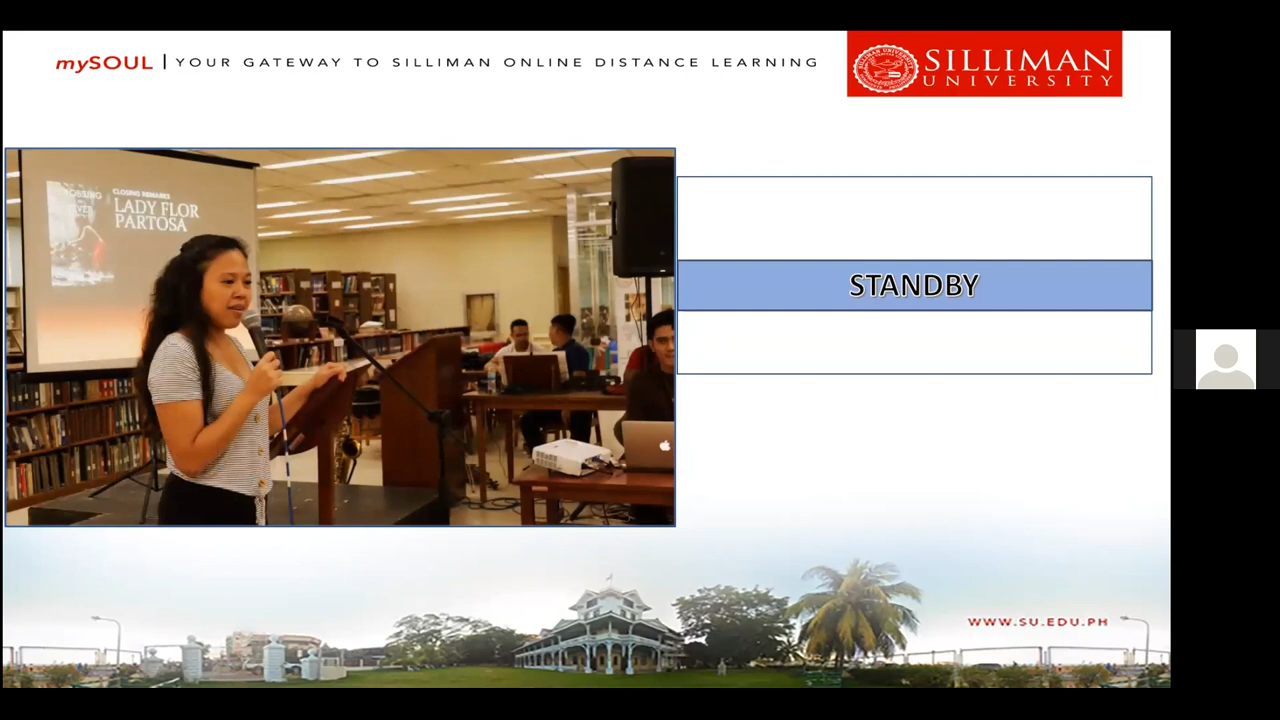 mySOUL | YOUR GATEWAY TO SILLIMAN ONLINE DISTANCE LEARNING
SILLIMAN
UNIVERSITY
CLOSING REMARKS
LADY FLOR
PARTOSA
STANDBY
WWW.SU.EDU.PH